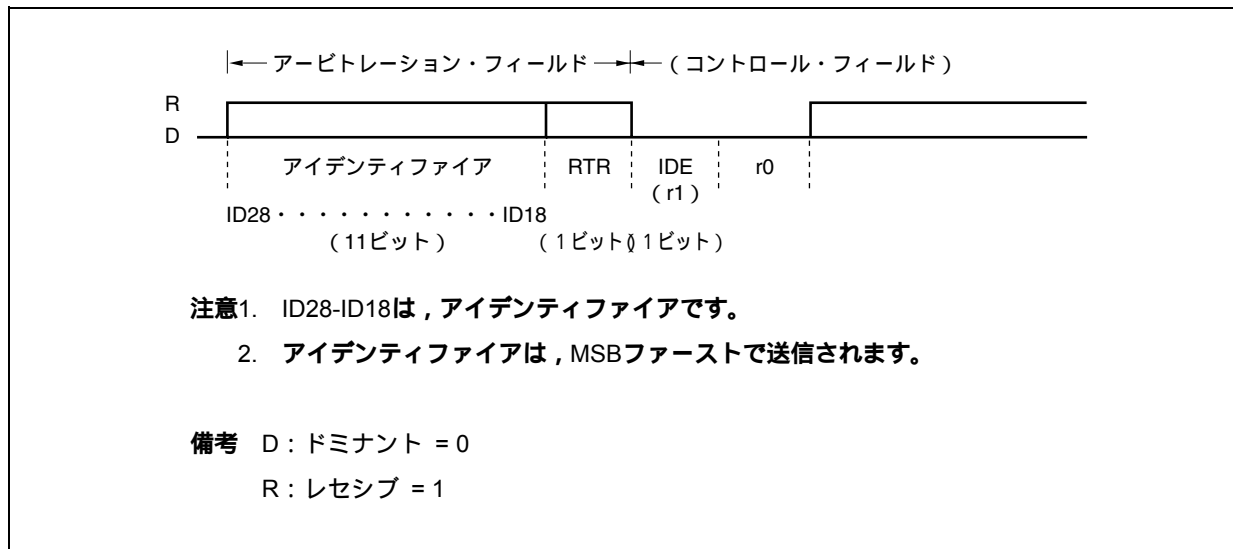 アービトレーション・フィールド (コントロール・フィールド)
R
D
アイデンティファイア RTR IDE r0
(r1)
ID28・・・・・・・・・・・ID18
(11ビット) (1ビット)(1ビット)
注意1. ID28-ID18は,アイデンティファイアです。
2. アイデンティファイアは,MSBファーストで送信されます。
備考 D:ドミナント = 0
R:レセシブ = 1